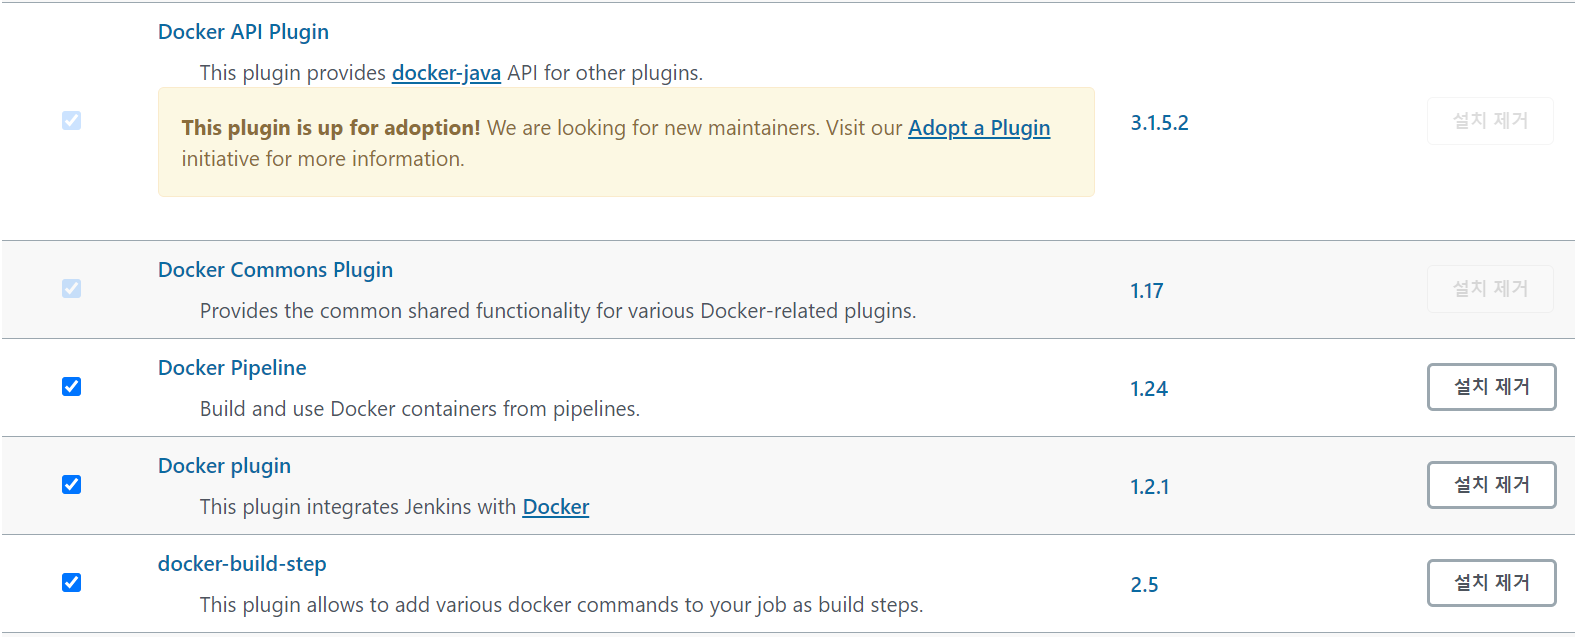 Docker API Plugin
This plugin provides docker-java API for other plugins.
This plugin is up for adoption! We are looking for new maintainers. Visit our Adopt a Plugin
initiative for more information.
3.1.5.2
설치 제거
Docker Commons Plugin
Provides the common shared functionality for various Docker-related plugins.
1.17
설치 제거
Docker Pipeline
Build and use Docker containers from pipelines.
1.24
설치 제거
Docker plugin
This plugin integrates Jenkins with Docker
1.2.1
설치 제거
docker-build-step
This plugin allows to add various docker commands to your job as build steps.
2.5
설치 제거